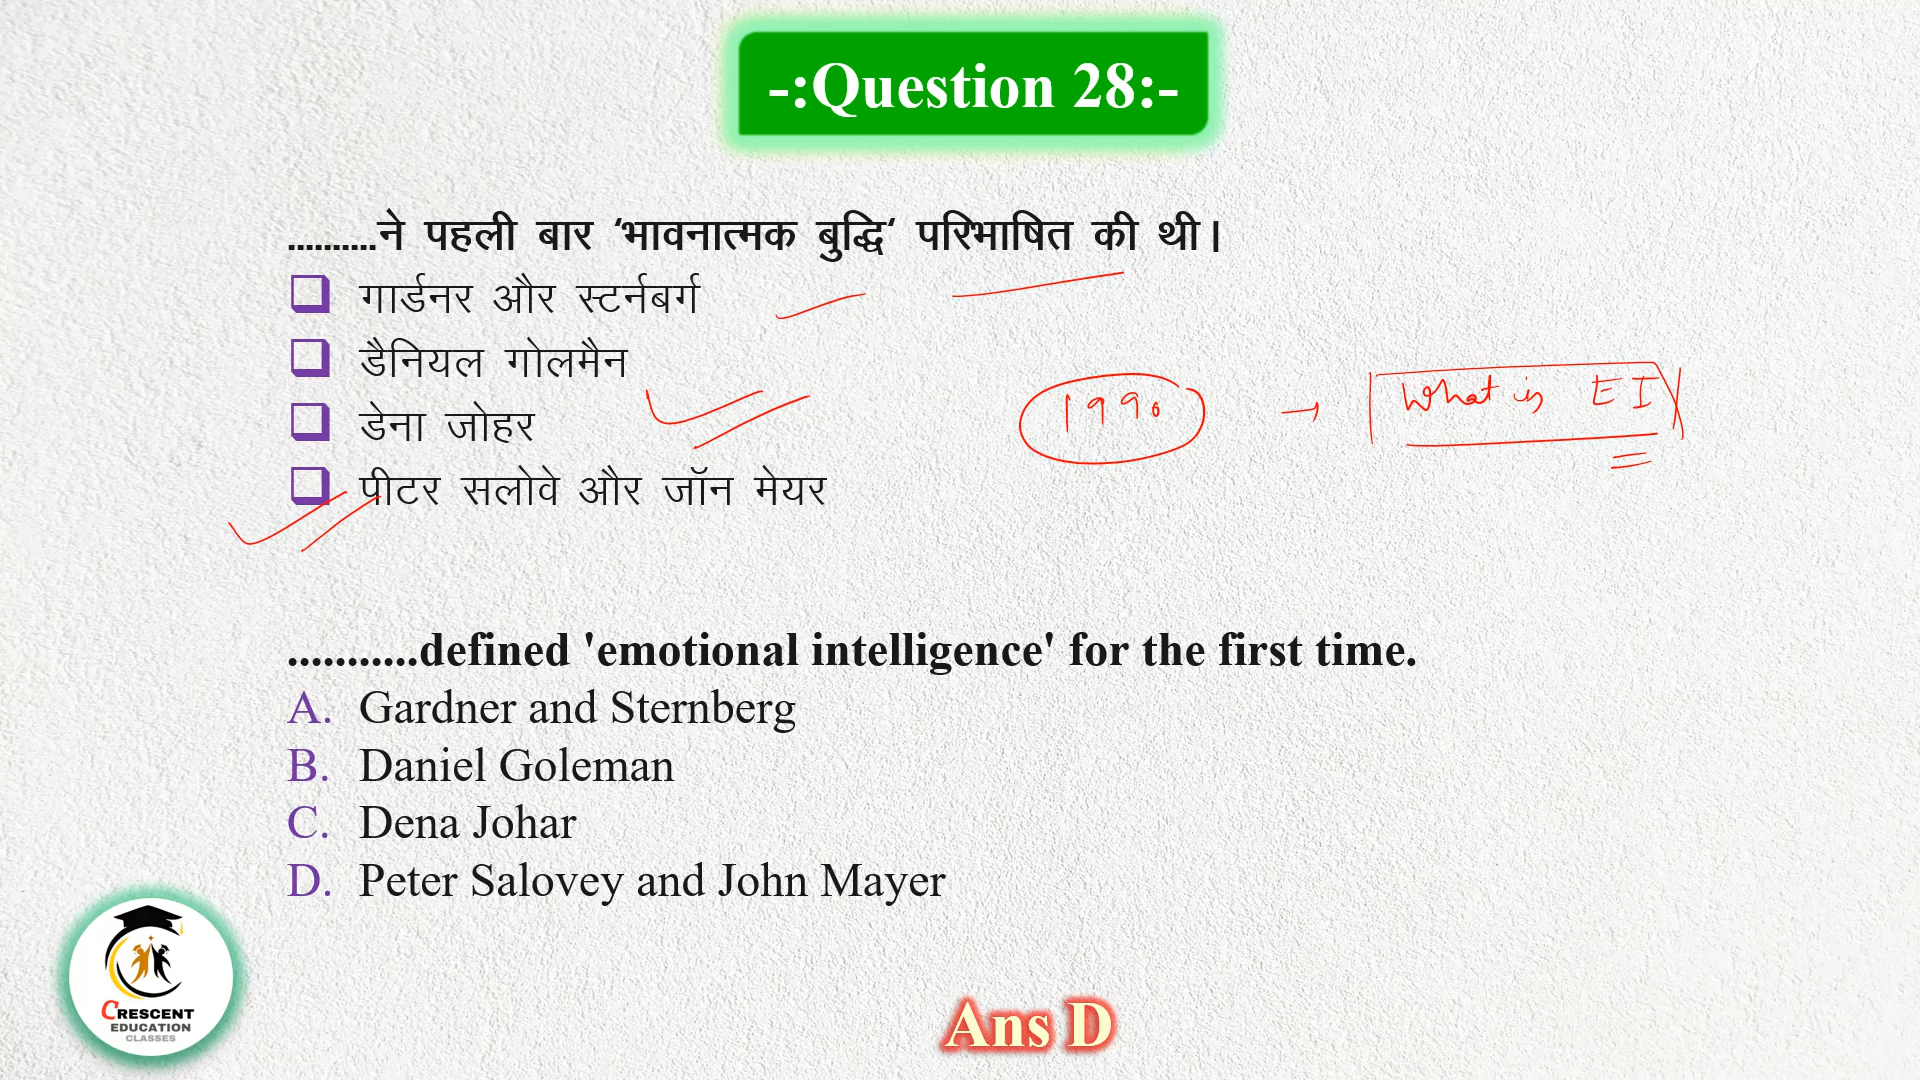 -:Question 28:-
..........ने पहली बार ‘भावनात्मक बुद्धि‘ परिभाषित की थी।
गार्डनर और स्टर्नबर्ग
डैनियल गोलमैन
डेना जोहर
पीटर सलोवे और जॉन मेयर
1990 → What is EI
...........defined 'emotional intelligence' for the first time.
A. Gardner and Sternberg
B. Daniel Goleman
C. Dena Johar
D. Peter Salovey and John Mayer
CRESCENT
EDUCATION
CLASSES
Ans D